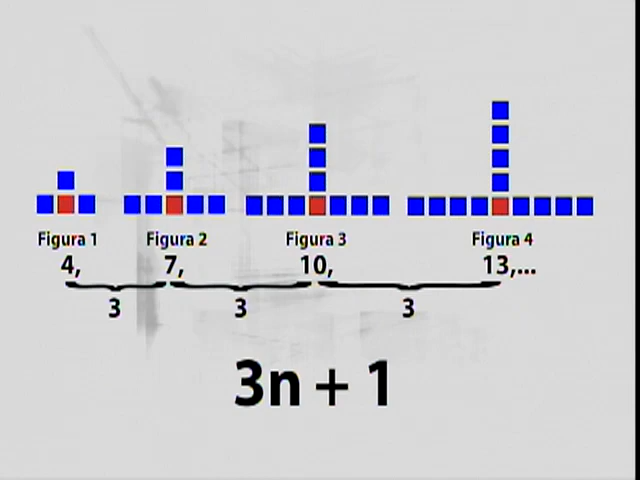 Figura 1 Figura 2 Figura 3 Figura 4
4, 7, 10, 13,...
3 3 3
3n + 1